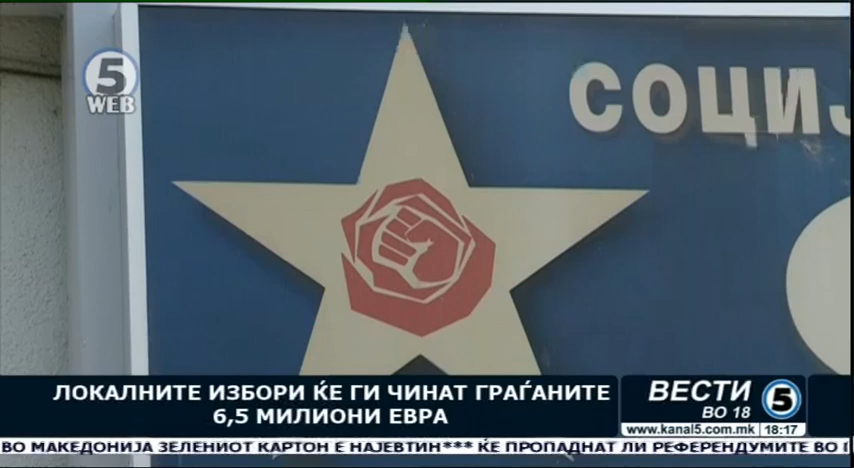 5
WEB
СОЦИЈ
ЛОКАЛНИТЕ ИЗБОРИ ЌЕ ГИ ЧИНАТ ГРАЃАНИТЕ
6,5 МИЛИОНИ ЕВРА
ВЕСТИ
ВО 18
5
www.kanal5.com.mk
18:17
ВО МАКЕДОНИЈА ЗЕЛЕНИОТ КАРТОН Е НАЈЕВТИН*** ЌЕ ПРОПАДНАТ ЛИ РЕФЕРЕНДУМИТЕ ВО